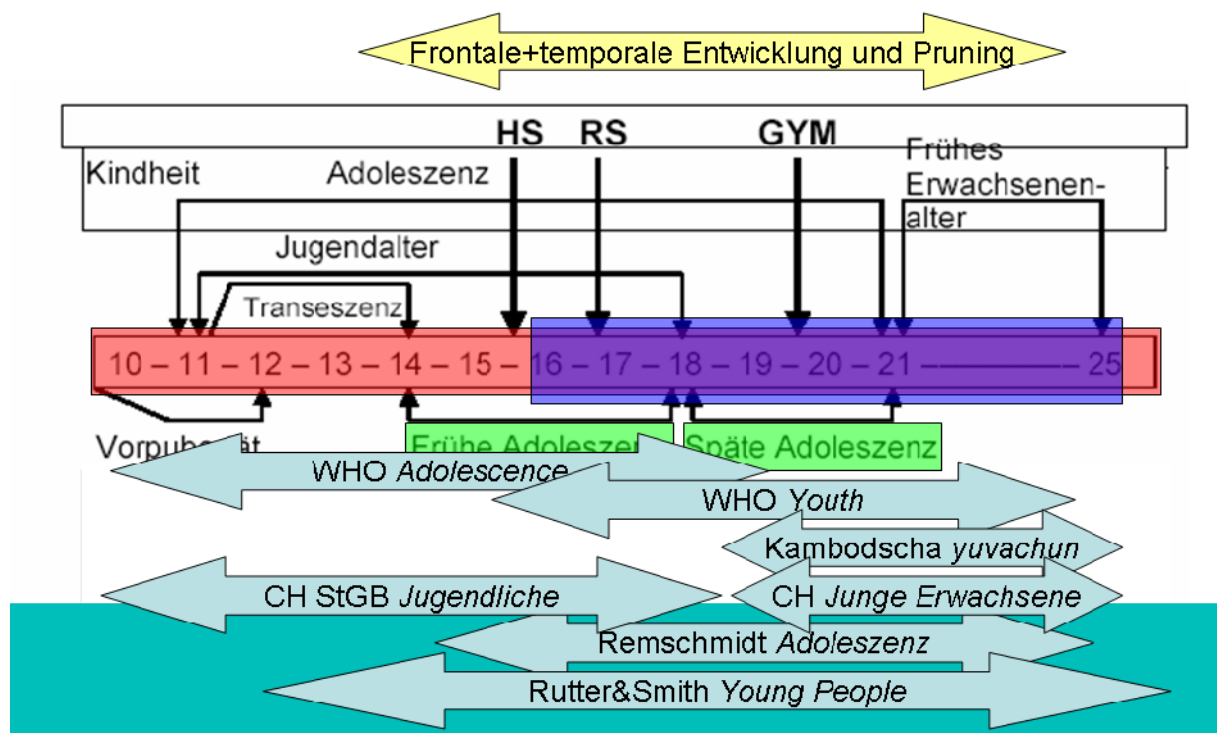 Frontale+temporale Entwicklung und Pruning
HS RS GYM
Kindheit Adoleszenz Frühes
Erwachsenen-
alter
Jugendalter
Transeszenz
10 – 11 – 12 – 13 – 14 – 15 – 16 – 17 – 18 – 19 – 20 – 21 —————— 25
Vorpubertät Frühe Adoleszenz Späte Adoleszenz
WHO Adolescence
WHO Youth
Kambodscha yuvachun
CH StGB Jugendliche CH Junge Erwachsene
Remschmidt Adoleszenz
Rutter&Smith Young People